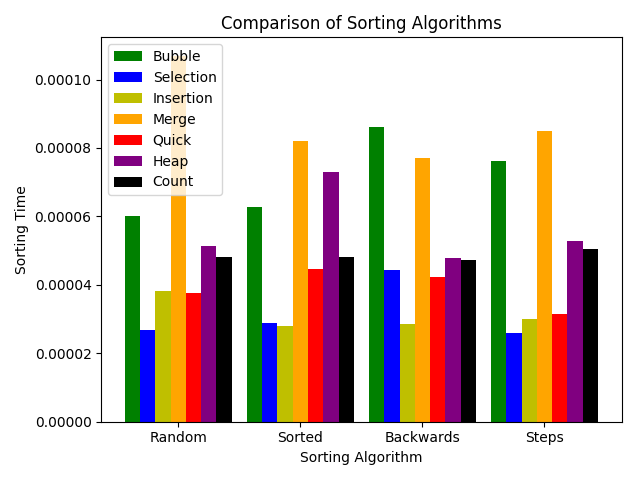 Comparison of Sorting Algorithms
Bubble
Selection
Insertion
Merge
Quick
Heap
Count
0.00010
0.00008
0.00006
0.00004
0.00002
0.00000
Sorting Time
Random Sorted Backwards Steps
Sorting Algorithm